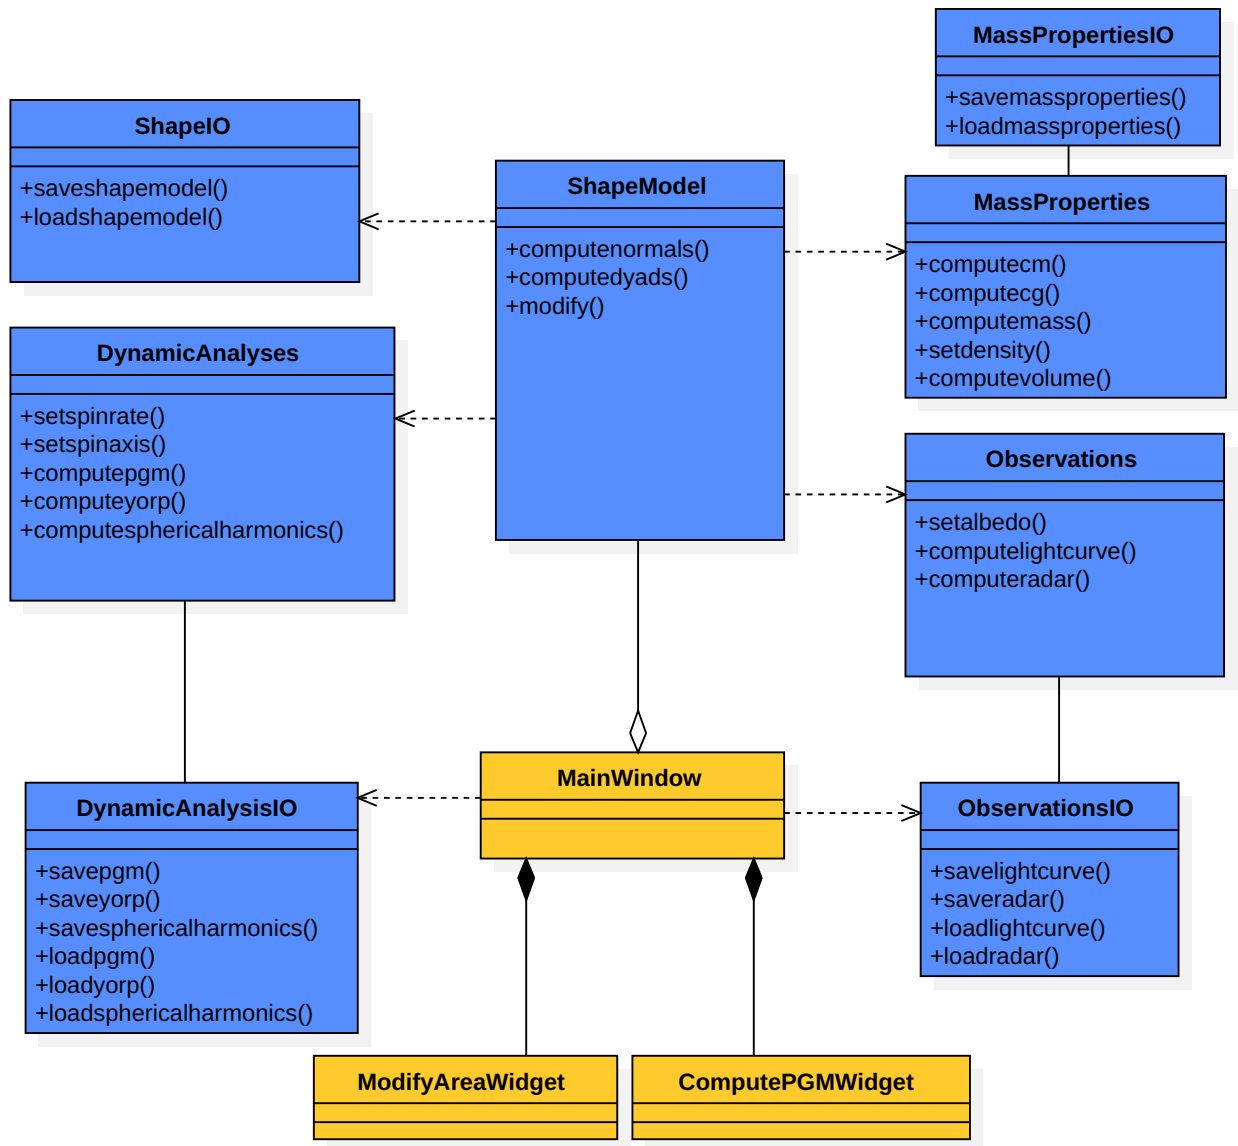 MassPropertiesIO
+savemassproperties()
+loadmassproperties()
ShapeIO
+saveshapemodel()
+loadshapemodel()
ShapeModel
+computenormals()
+computedyads()
+modify()
MassProperties
+computecm()
+computecg()
+computemass()
+setdensity()
+computevolume()
DynamicAnalyses
+setspinrate()
+setspinaxis()
+computepgm()
+computeyorp()
+computesphericalharmonics()
Observations
+setalbedo()
+computelightcurve()
+computeradar()
MainWindow
DynamicAnalysisIO
+savepgm()
+saveyorp()
+savesphericalharmonics()
+loadpgm()
+loadyorp()
+loadsphericalharmonics()
ObservationsIO
+savelightcurve()
+saveradar()
+loadlightcurve()
+loadradar()
ModifyAreaWidget
ComputePGMWidget